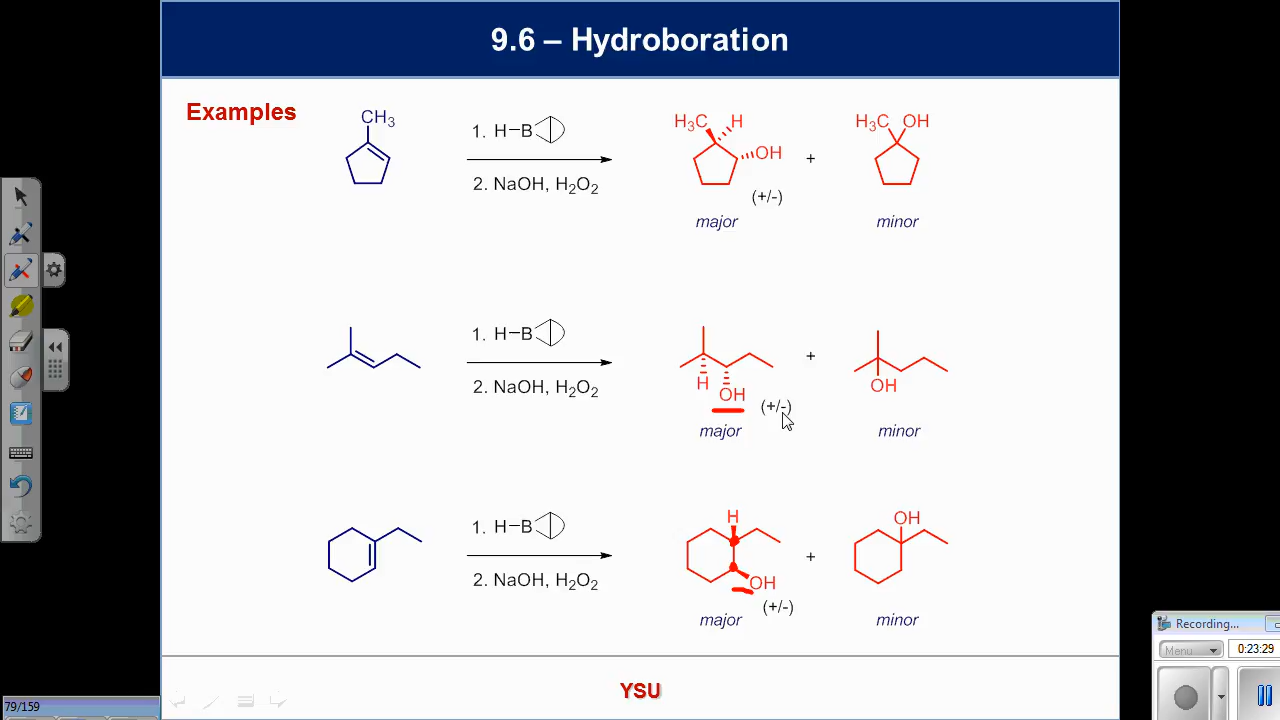 9.6 – Hydroboration
Examples
CH3
1. H–B
2. NaOH, H2O2
H3C H
OH
(+/-)
major
+
H3C OH
minor
1. H–B
2. NaOH, H2O2
H
OH
(+/-)
major
+
OH
minor
1. H–B
2. NaOH, H2O2
H
OH
(+/-)
major
+
OH
minor
YSU
79/159
Recording...
Menu
0:23:29